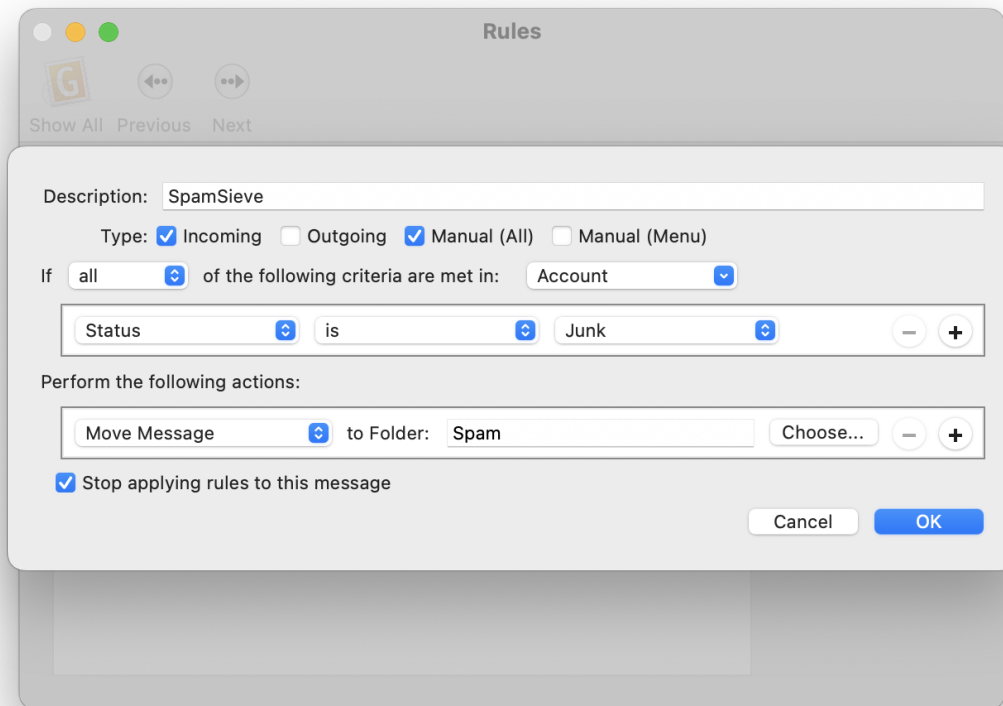 Rules
G
Show All Previous Next
Description: SpamSieve
Type: Incoming Outgoing Manual (All) Manual (Menu)
If all of the following criteria are met in: Account
Status is Junk
Perform the following actions:
Move Message to Folder: Spam Choose...
Stop applying rules to this message
Cancel OK